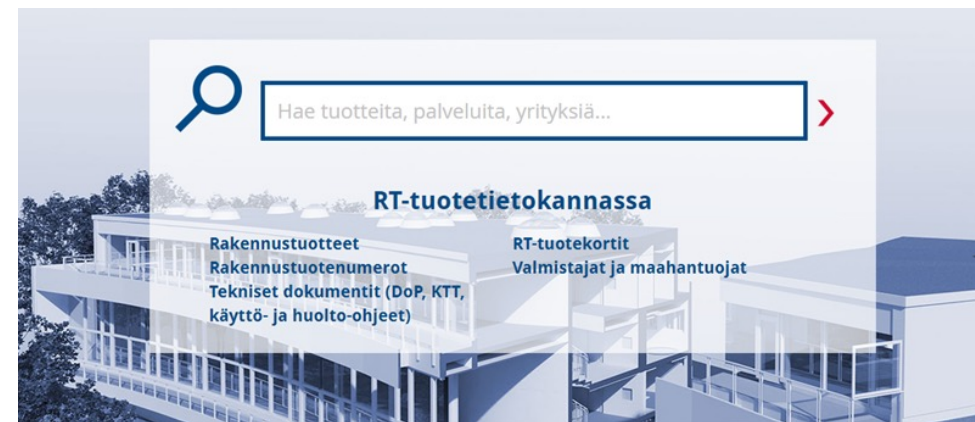 Hae tuotteita, palveluita, yrityksiä...
RT-tuotetietokannassa
Rakennustuotteet
Rakennustuotenumerot
Tekniset dokumentit (DoP, KTT,
käyttö- ja huolto-ohjeet)
RT-tuotekortit
Valmistajat ja maahantuojat